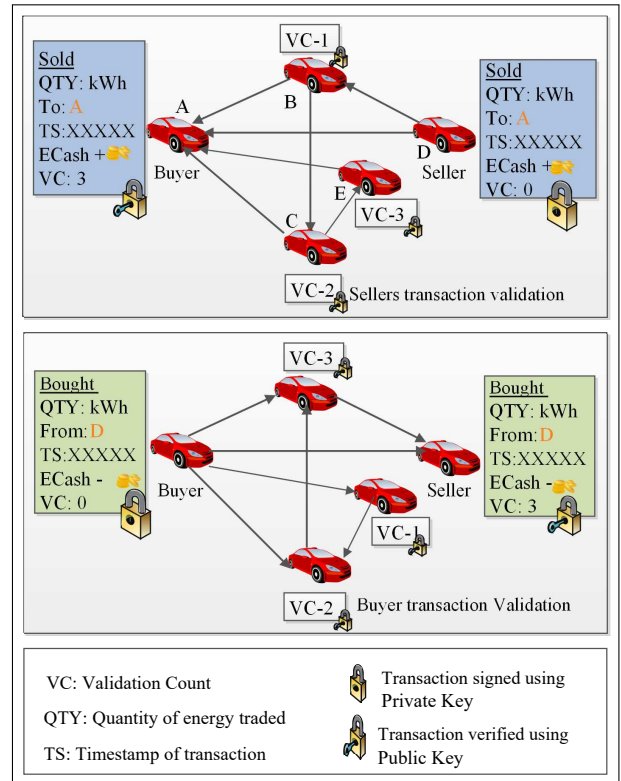 VC-1
Sold
QTY: kWh
To: A
TS:XXXXX
ECash +
VC: 3
A
Buyer
B
Sold
QTY: kWh
To: A
TS:XXXXX
ECash +
VC: 0
D
Seller
E
VC-3
C
VC-2
Sellers transaction validation
VC-3
Bought
QTY: kWh
From: D
TS:XXXXX
ECash -
VC: 0
Buyer
Bought
QTY: kWh
From: D
TS:XXXXX
ECash -
VC: 3
Seller
VC-1
VC-2
Buyer transaction Validation
VC: Validation Count
QTY: Quantity of energy traded
TS: Timestamp of transaction
Transaction signed using
Private Key
Transaction verified using
Public Key